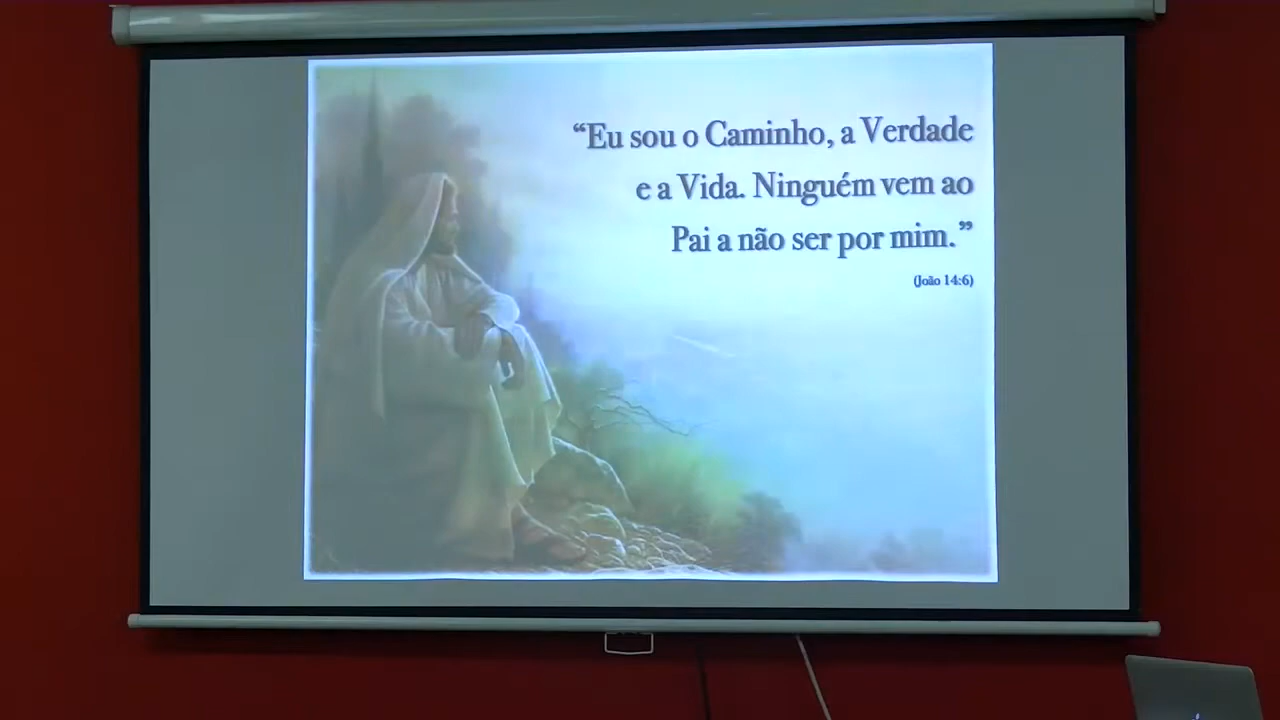 “Eu sou o Caminho, a Verdade
e a Vida. Ninguém vem ao
Pai a não ser por mim.”
(João 14:6)